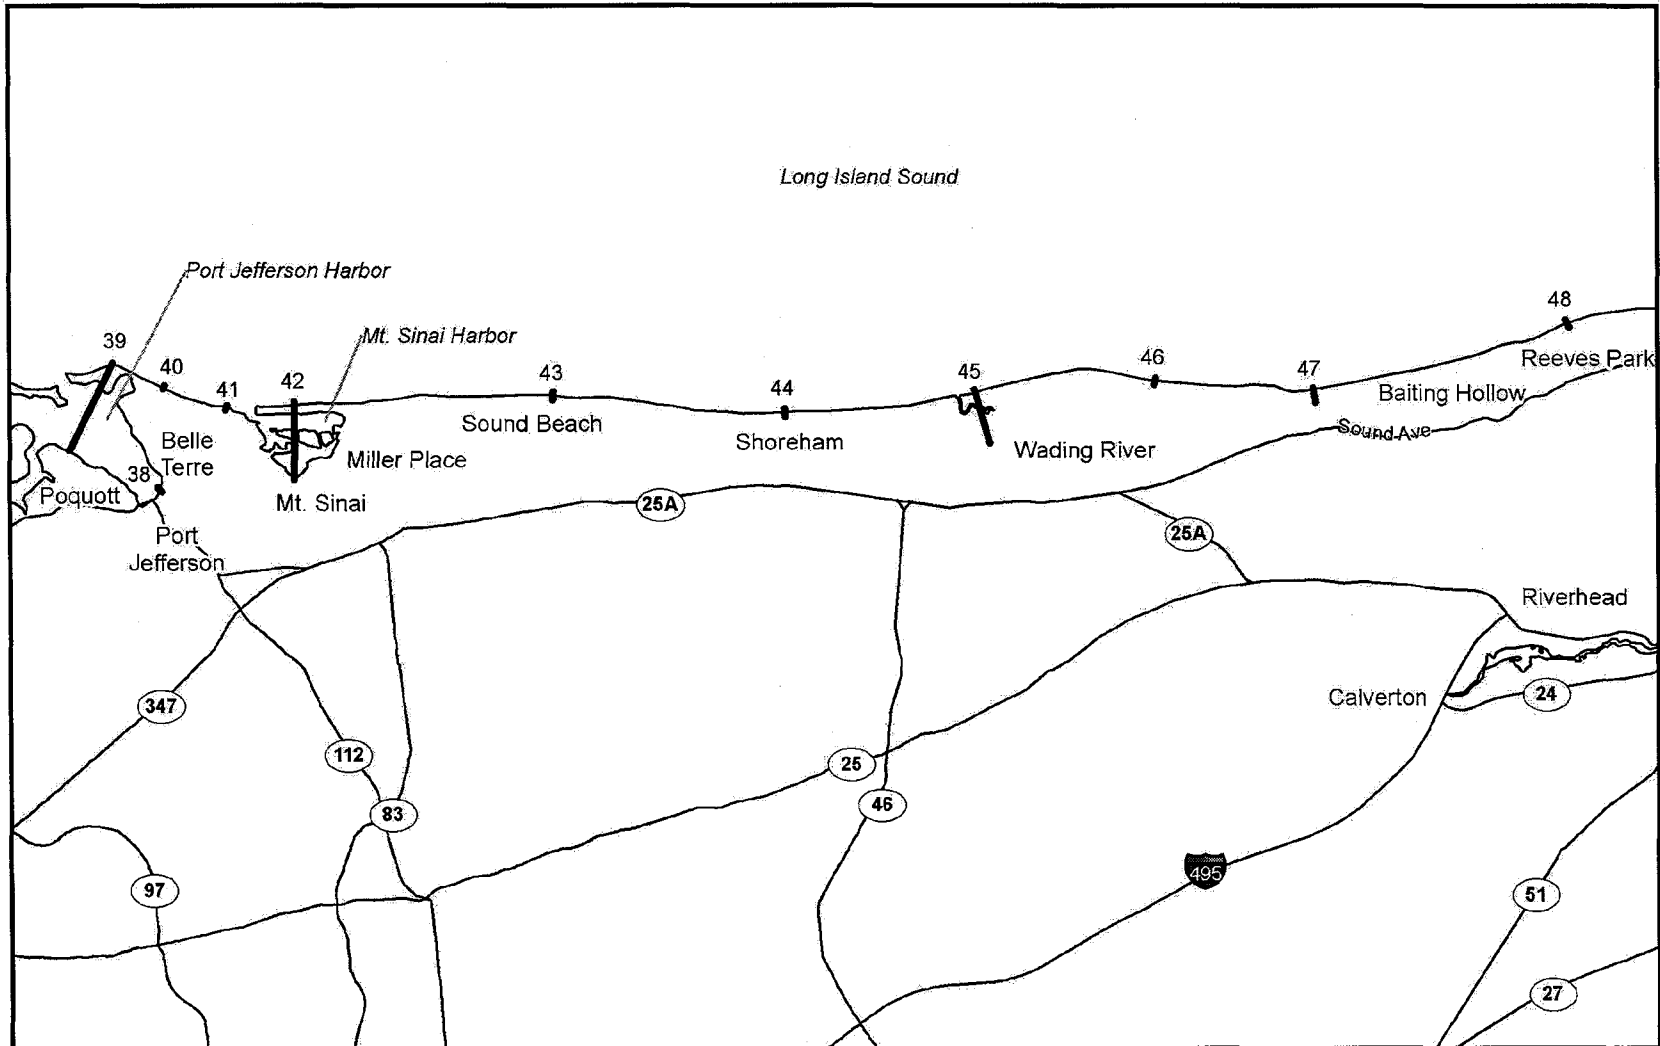 Long Island Sound
Port Jefferson Harbor
48
Mt. Sinai Harbor
39
40
41
42
43
44
45
46
47
Reeves Park
Baiting Hollow
Sound Beach
Sound Ave
Shoreham
Belle
Terre
Miller Place
Wading River
38
Poquott
Mt. Sinai
25A
25A
Port
Jefferson
Riverhead
Calverton
24
347
112
25
46
83
495
97
51
27